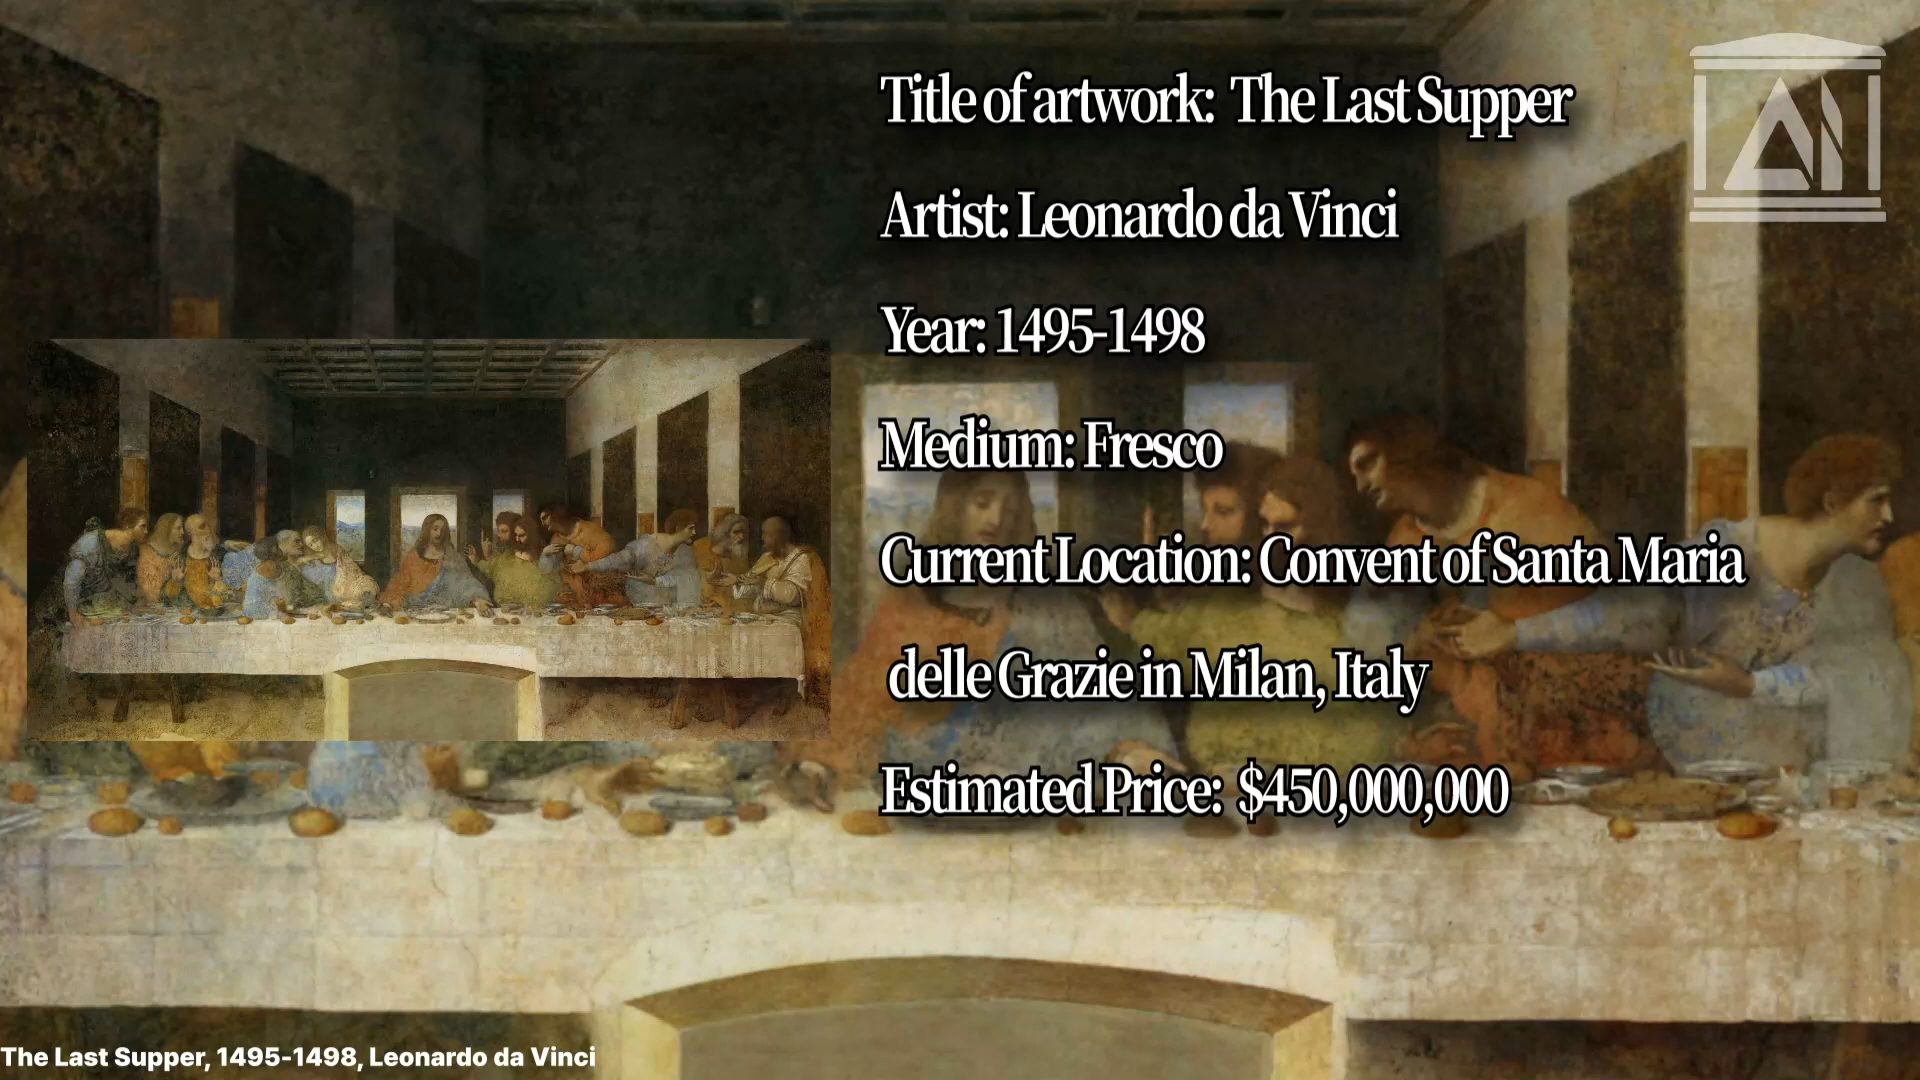 Title of artwork: The Last Supper
Artist: Leonardo da Vinci
Year: 1495-1498
Medium: Fresco
Current Location: Convent of Santa Maria
delle Grazie in Milan, Italy
Estimated Price: $450,000,000
The Last Supper, 1495-1498, Leonardo da Vinci